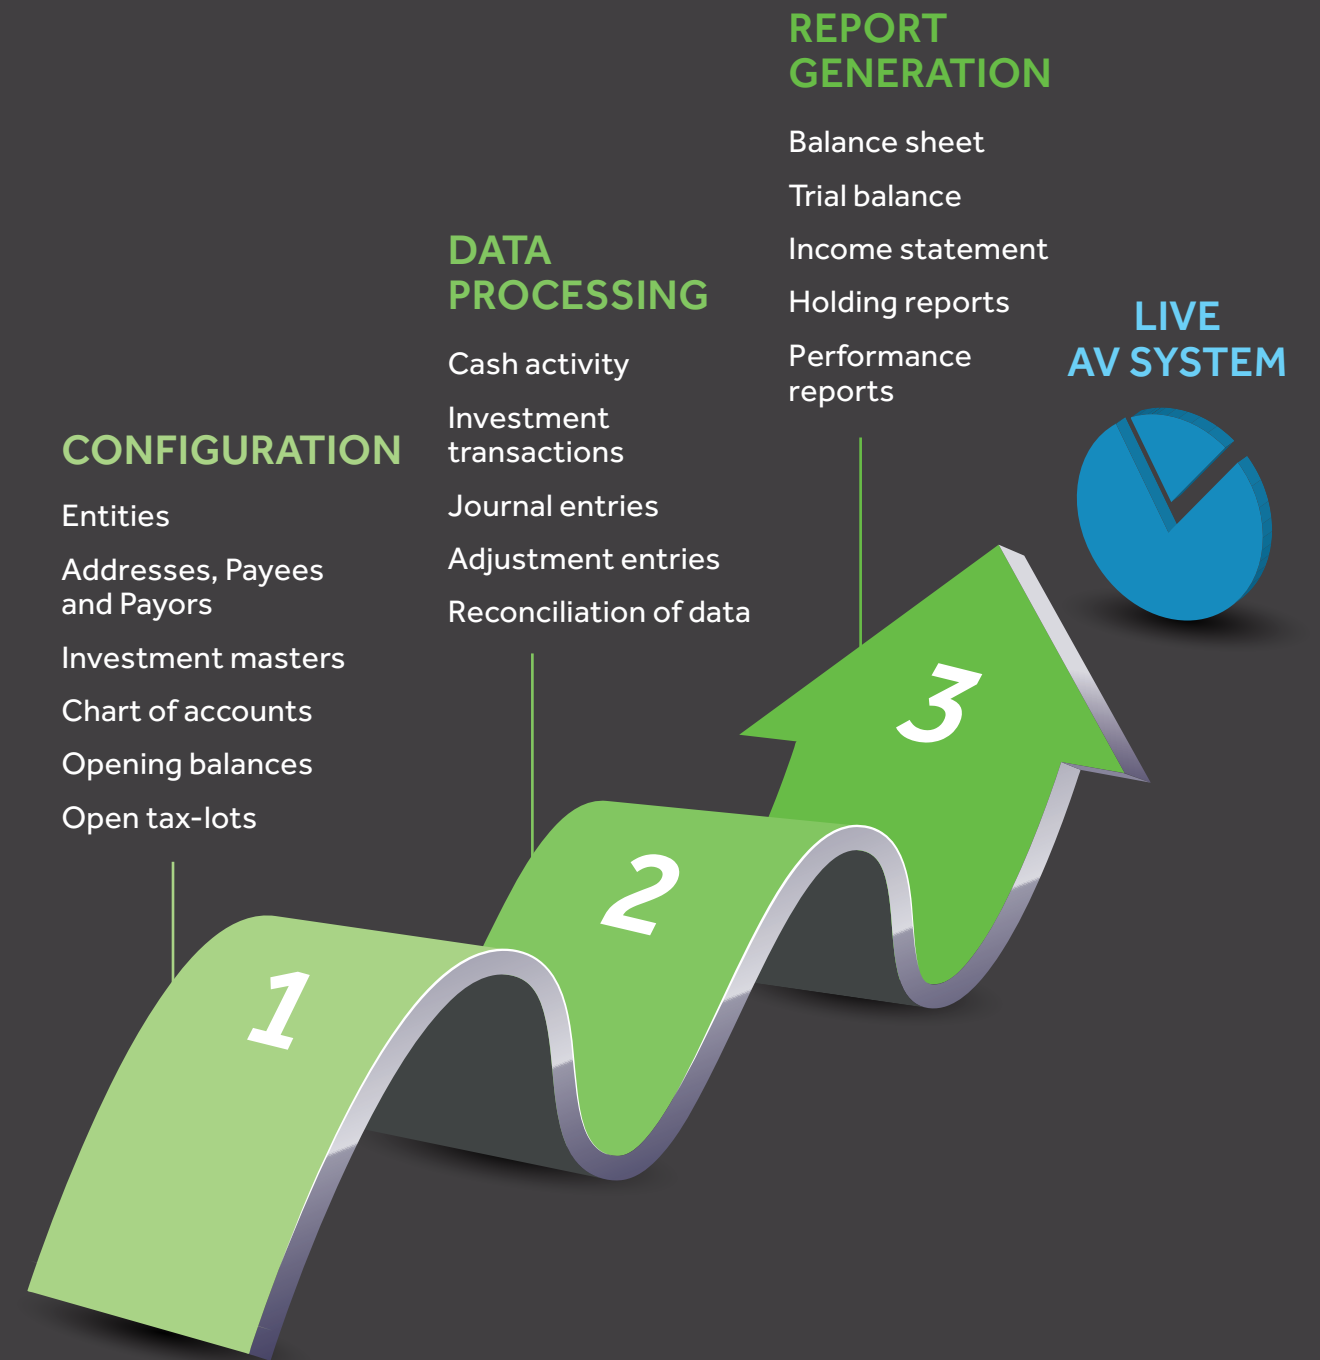 CONFIGURATION
Entities
Addresses, Payees
and Payors
Investment masters
Chart of accounts
Opening balances
Open tax-lots
1
DATA
PROCESSING
Cash activity
Investment
transactions
Journal entries
Adjustment entries
Reconciliation of data
2
REPORT
GENERATION
Balance sheet
Trial balance
Income statement
Holding reports
Performance
reports
3
LIVE
AV SYSTEM